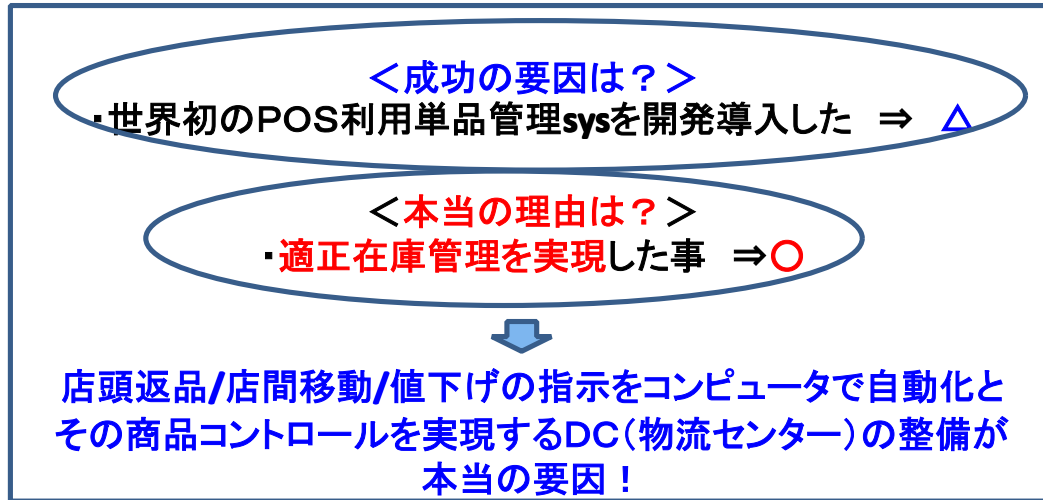 ＜成功の要因は？＞
・世界初のPOS利用単品管理sysを開発導入した ⇒ △
＜本当の理由は？＞
・適正在庫管理を実現した事 ⇒〇
店頭返品/店間移動/値下げの指示をコンピュータで自動化と
その商品コントロールを実現するDC（物流センター）の整備が
本当の要因！